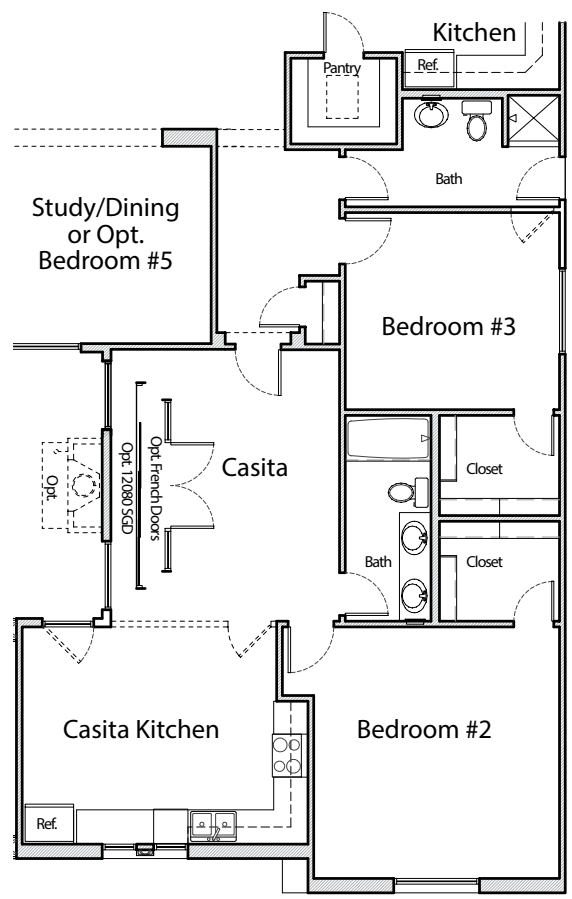 Kitchen
Pantry
Ref.
Bath
Study/Dining
or Opt.
Bedroom #5
Bedroom #3
Casita
Opt. French Doors
Opt. 12080 SGD
Opt.
Closet
Bath
Closet
Casita Kitchen
Bedroom #2
Ref.